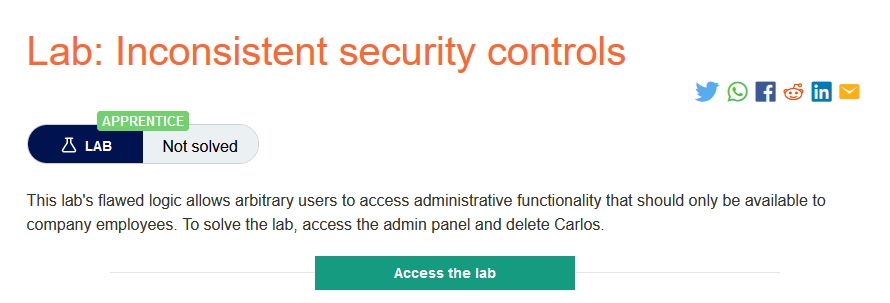 Lab: Inconsistent security controls
APPRENTICE
LAB Not solved
This lab's flawed logic allows arbitrary users to access administrative functionality that should only be available to
company employees. To solve the lab, access the admin panel and delete Carlos.
Access the lab